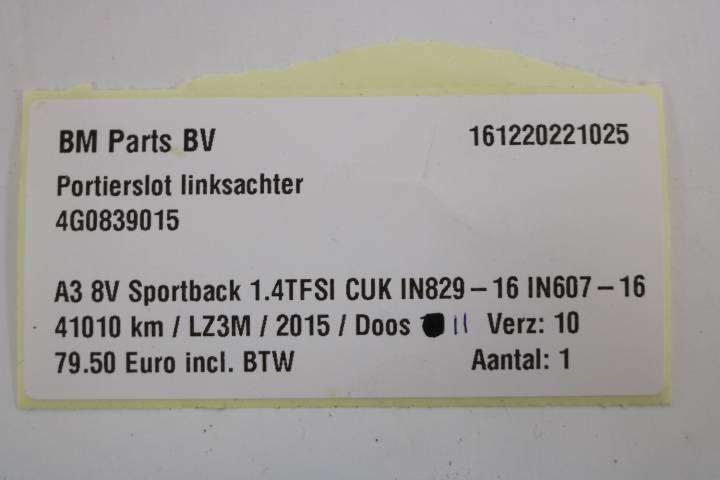 BM Parts BV 161220221025
Portierslot linksachter
4G0839015
A3 8V Sportback 1.4TFSI CUK IN829 – 16 IN607 – 16
41010 km / LZ3M / 2015 / Doos 11 Verz: 10
79.50 Euro incl. BTW Aantal: 1